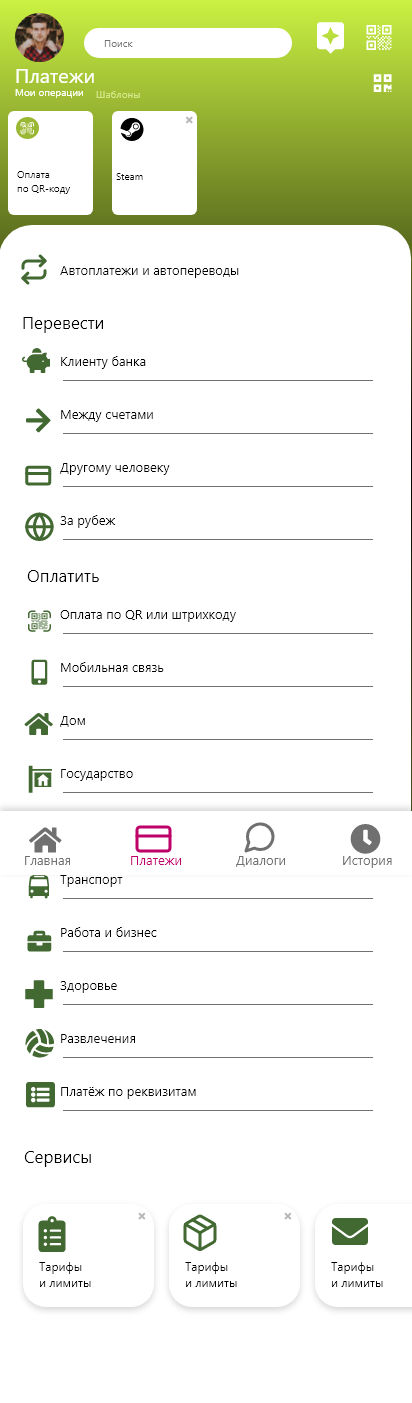 Поиск
Платежи
Мои операции Шаблоны
Оплата
по QR-коду
Steam
Автоплатежи и автопереводы
Перевести
Клиенту банка
Между счетами
Другому человеку
За рубеж
Оплатить
Оплата по QR или штрихкоду
Мобильная связь
Дом
Государство
Главная Платежи Диалоги История
Транспорт
Работа и бизнес
Здоровье
Развлечения
Платёж по реквизитам
Сервисы
Тарифы
и лимиты
Тарифы
и лимиты
Тарифы
и лимиты